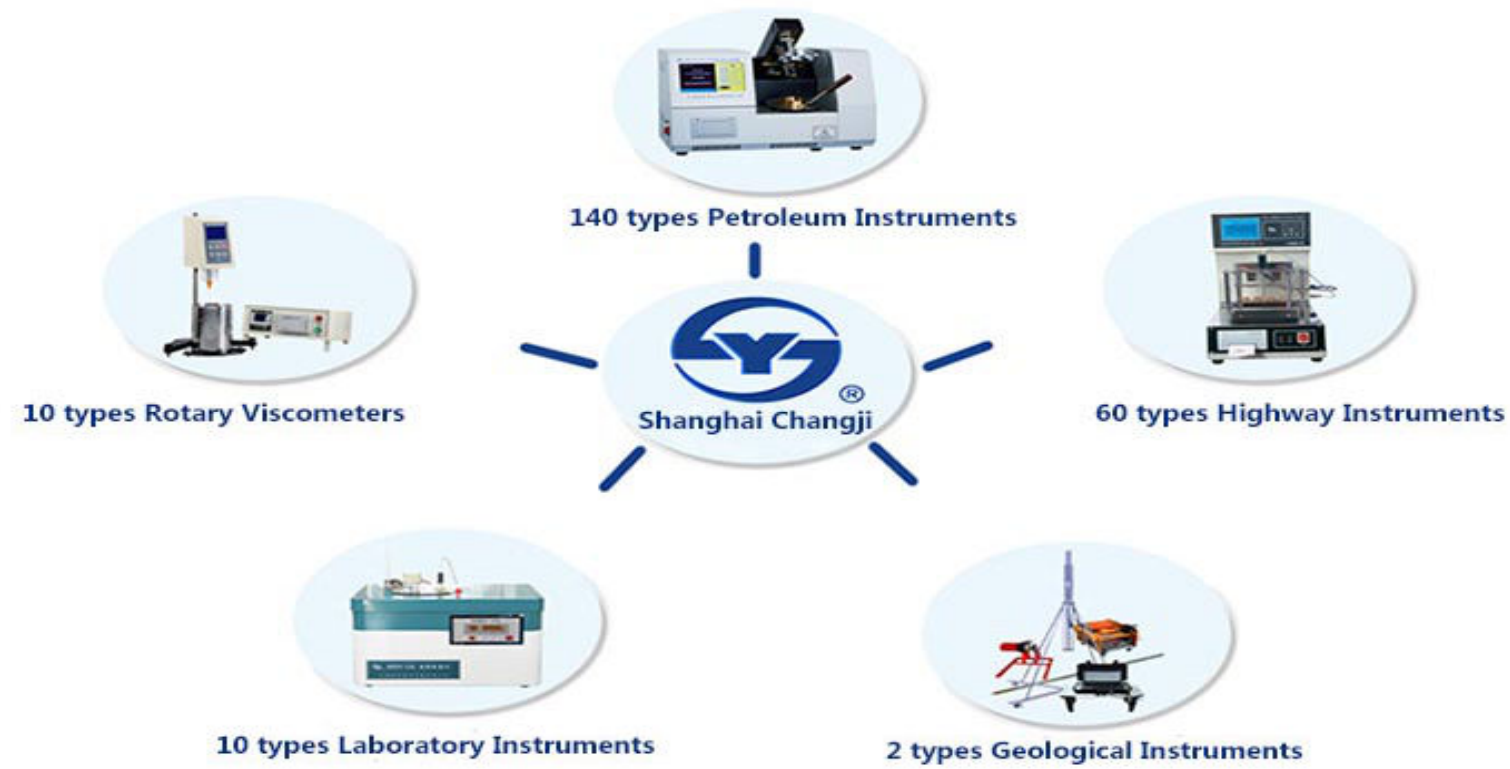 140 types Petroleum Instruments
10 types Rotary Viscometers
60 types Highway Instruments
SYJ
®
Shanghai Changji
10 types Laboratory Instruments
2 types Geological Instruments